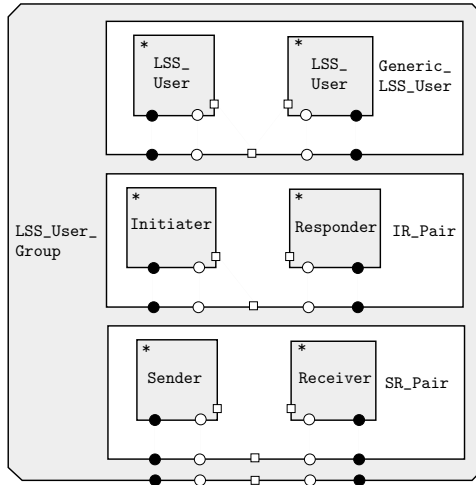 *
LSS_
User
*
LSS_
User
Generic_
LSS_User
LSS_User_
Group
*
Initiater
*
Responder
IR_Pair
*
Sender
*
Receiver
SR_Pair